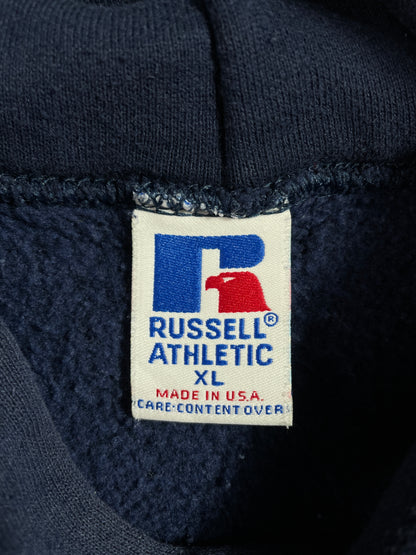 R
RUSSELL®
ATHLETIC
XL
MADE IN U.S.A.
CARE·CONTENT OVER